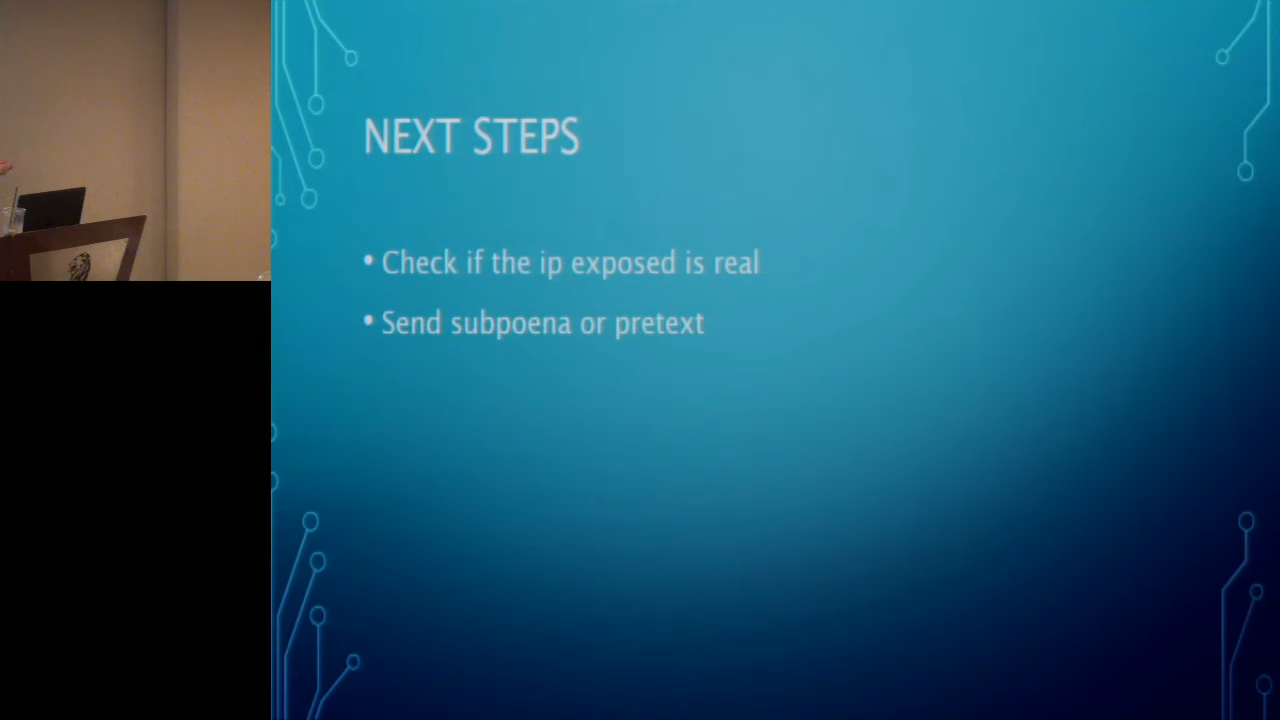 NEXT STEPS
• Check if the ip exposed is real
• Send subpoena or pretext